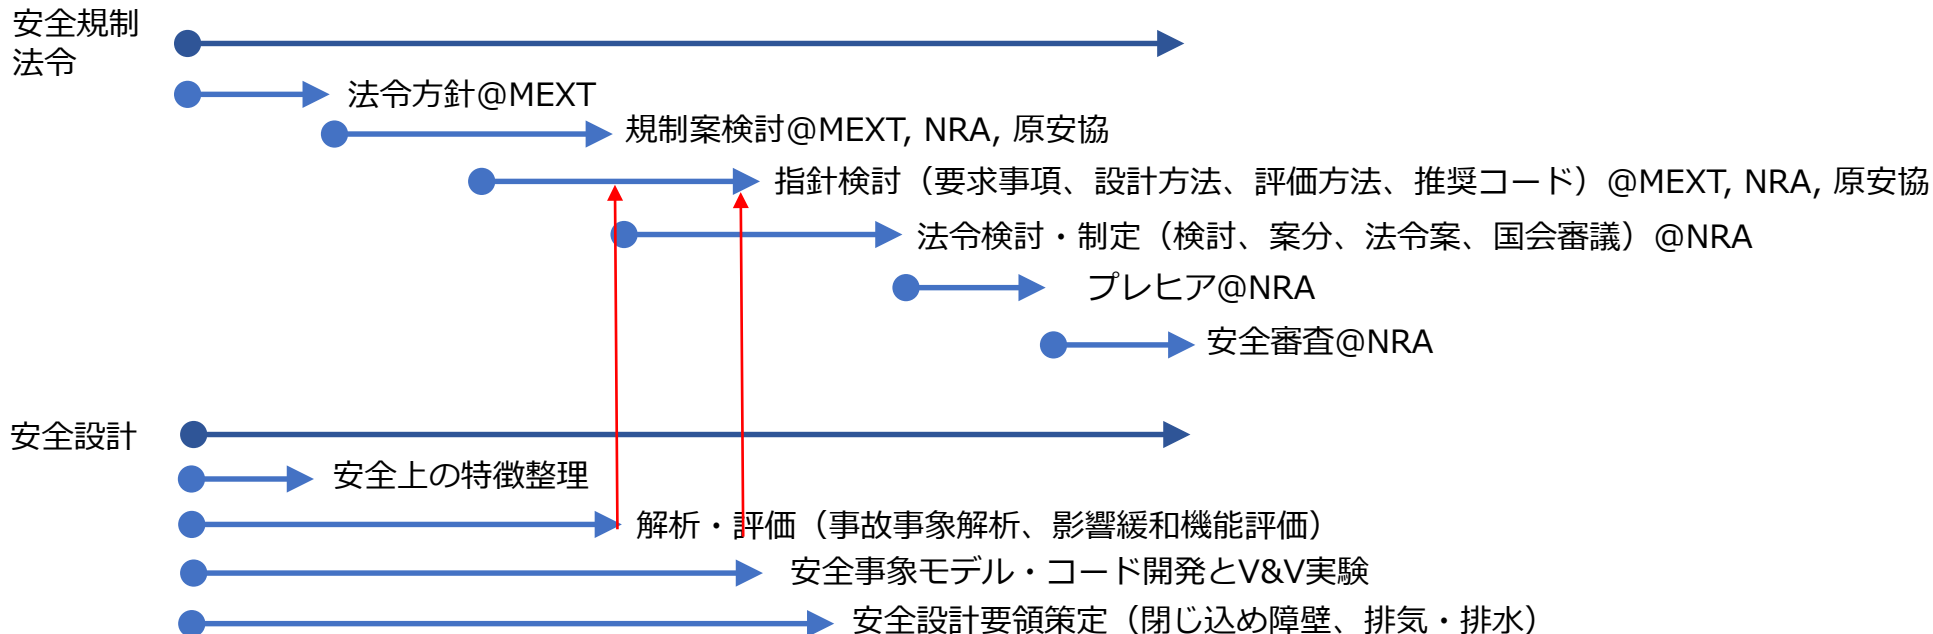 安全規制
法令
法令方針@MEXT
規制案検討@MEXT, NRA, 原安協
指針検討（要求事項、設計方法、評価方法、推奨コード）@MEXT, NRA, 原安協
法令検討・制定（検討、案分、法令案、国会審議）@NRA
プレヒア@NRA
安全審査@NRA
安全設計
安全上の特徴整理
解析・評価（事故事象解析、影響緩和機能評価）
安全事象モデル・コード開発とV&V実験
安全設計要領策定（閉じ込め障壁、排気・排水）